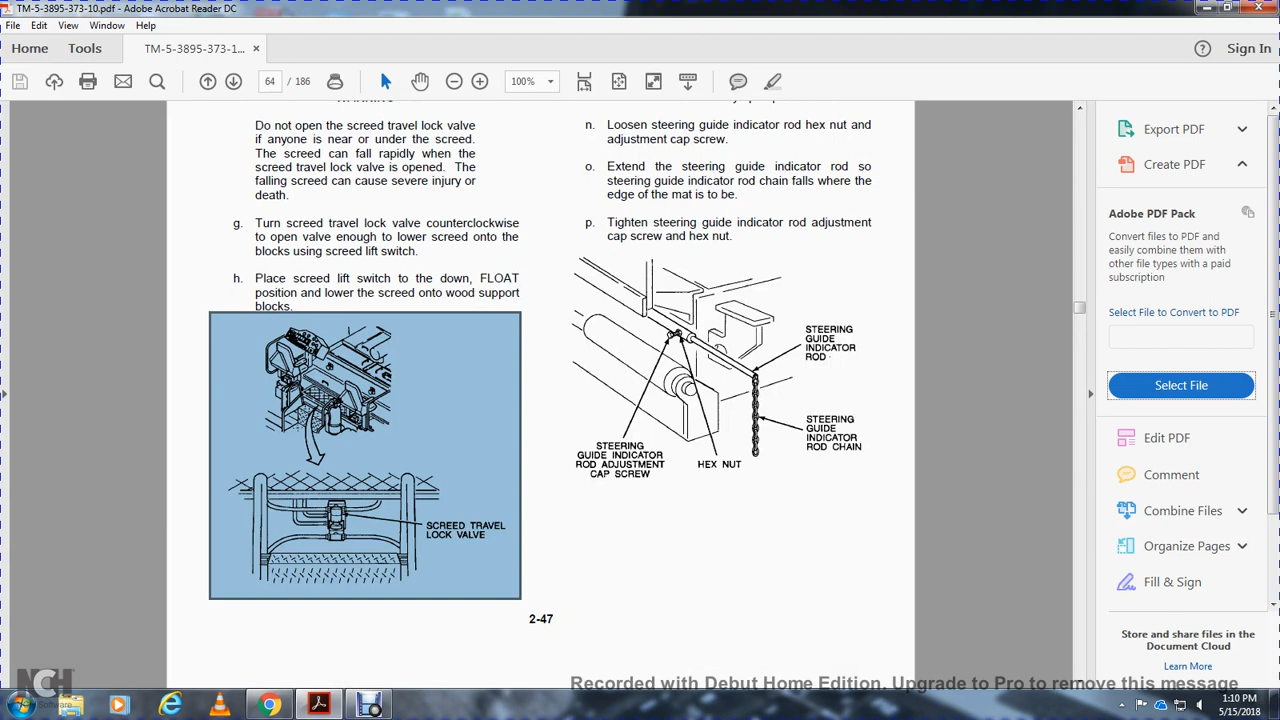 TM-5-3895-373-10.pdf - Adobe Acrobat Reader DC
File Edit View Window Help
Home Tools TM-5-3895-373-1... × Sign In
64 / 186 100%
Do not open the screed travel lock valve
if anyone is near or under the screed.
The screed can fall rapidly when the
screed travel lock valve is opened. The
falling screed can cause severe injury or
death.
g. Turn screed travel lock valve counterclockwise
to open valve enough to lower screed onto the
blocks using screed lift switch.
h. Place screed lift switch to the down, FLOAT
position and lower the screed onto wood support
blocks.
SCREED TRAVEL
LOCK VALVE
n. Loosen steering guide indicator rod hex nut and
adjustment cap screw.
o. Extend the steering guide indicator rod so
steering guide indicator rod chain falls where the
edge of the mat is to be.
p. Tighten steering guide indicator rod adjustment
cap screw and hex nut.
STEERING
GUIDE
INDICATOR
ROD
STEERING
GUIDE
INDICATOR
ROD CHAIN
STEERING
GUIDE INDICATOR
ROD ADJUSTMENT
CAP SCREW
HEX NUT
2-47
Export PDF
Create PDF
Adobe PDF Pack
Convert files to PDF and
easily combine them with
other file types with a paid
subscription
Select File to Convert to PDF
Select File
Edit PDF
Comment
Combine Files
Organize Pages
Fill & Sign
Store and share files in the
Document Cloud
Learn More
NCH
Software
Recorded with Debut Home Edition. Upgrade to Pro to remove this message
1:10 PM
5/15/2018